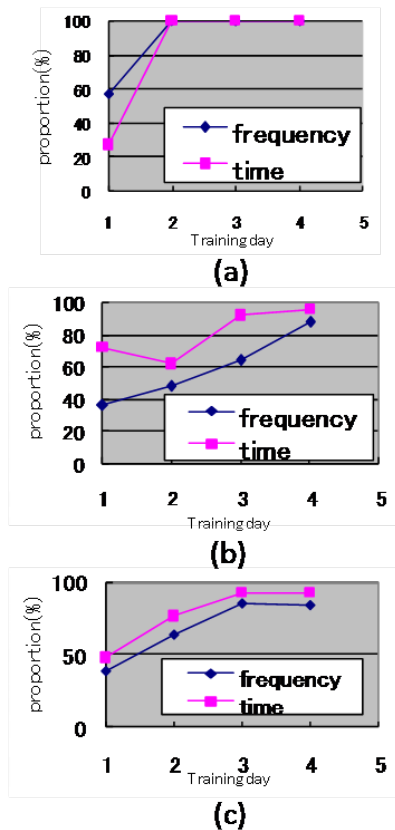 proportion(%)
100
80
60
40
20
0
frequency
time
1 2 3 4 5
Training day
(a)
proportion(%)
100
80
60
40
20
0
frequency
time
1 2 3 4 5
Training day
(b)
proportion(%)
100
50
0
frequency
time
1 2 3 4 5
Training day
(c)